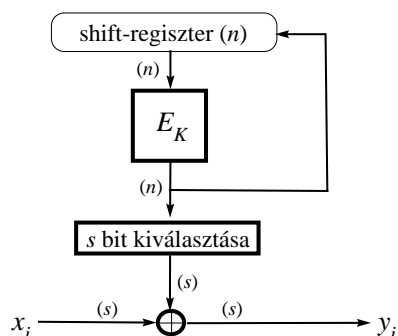 shift-regiszter (n)
(n)
E_K
(n)
s bit kiválasztása
(s)
x_i (s) (s) y_i